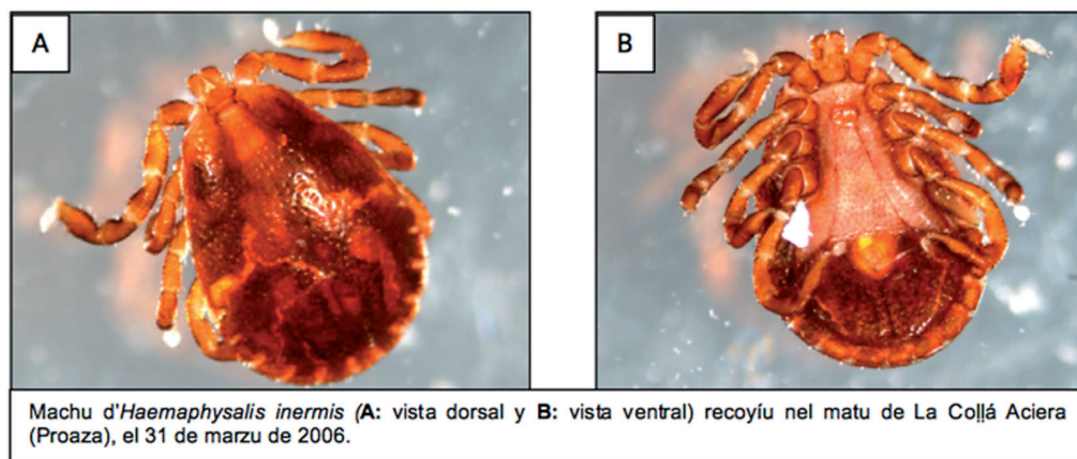 A
B
Machu d'Haemaphysalis inermis (A: vista dorsal y B: vista ventral) recoyíu nel matu de La Coḷḷá Aciera
(Proaza), el 31 de marzu de 2006.